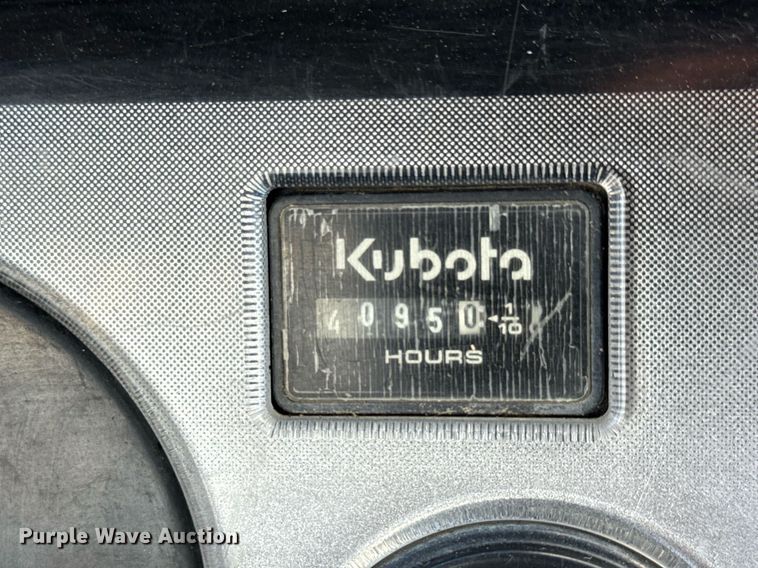 Kubota
40950 1/10
HOURS
Purple Wave Auction